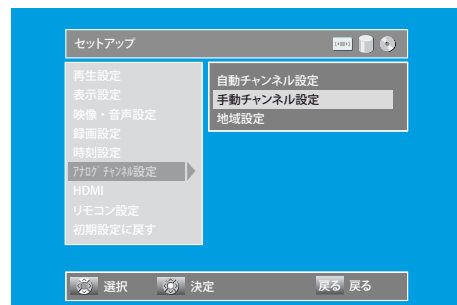 セットアップ
再生設定
表示設定
映像・音声設定
録画設定
時刻設定
ｱﾅﾛｸﾞﾁｬﾝﾈﾙ設定
HDMI
リモコン設定
初期設定に戻す
自動チャンネル設定
手動チャンネル設定
地域設定
選択 決定 戻る 戻る